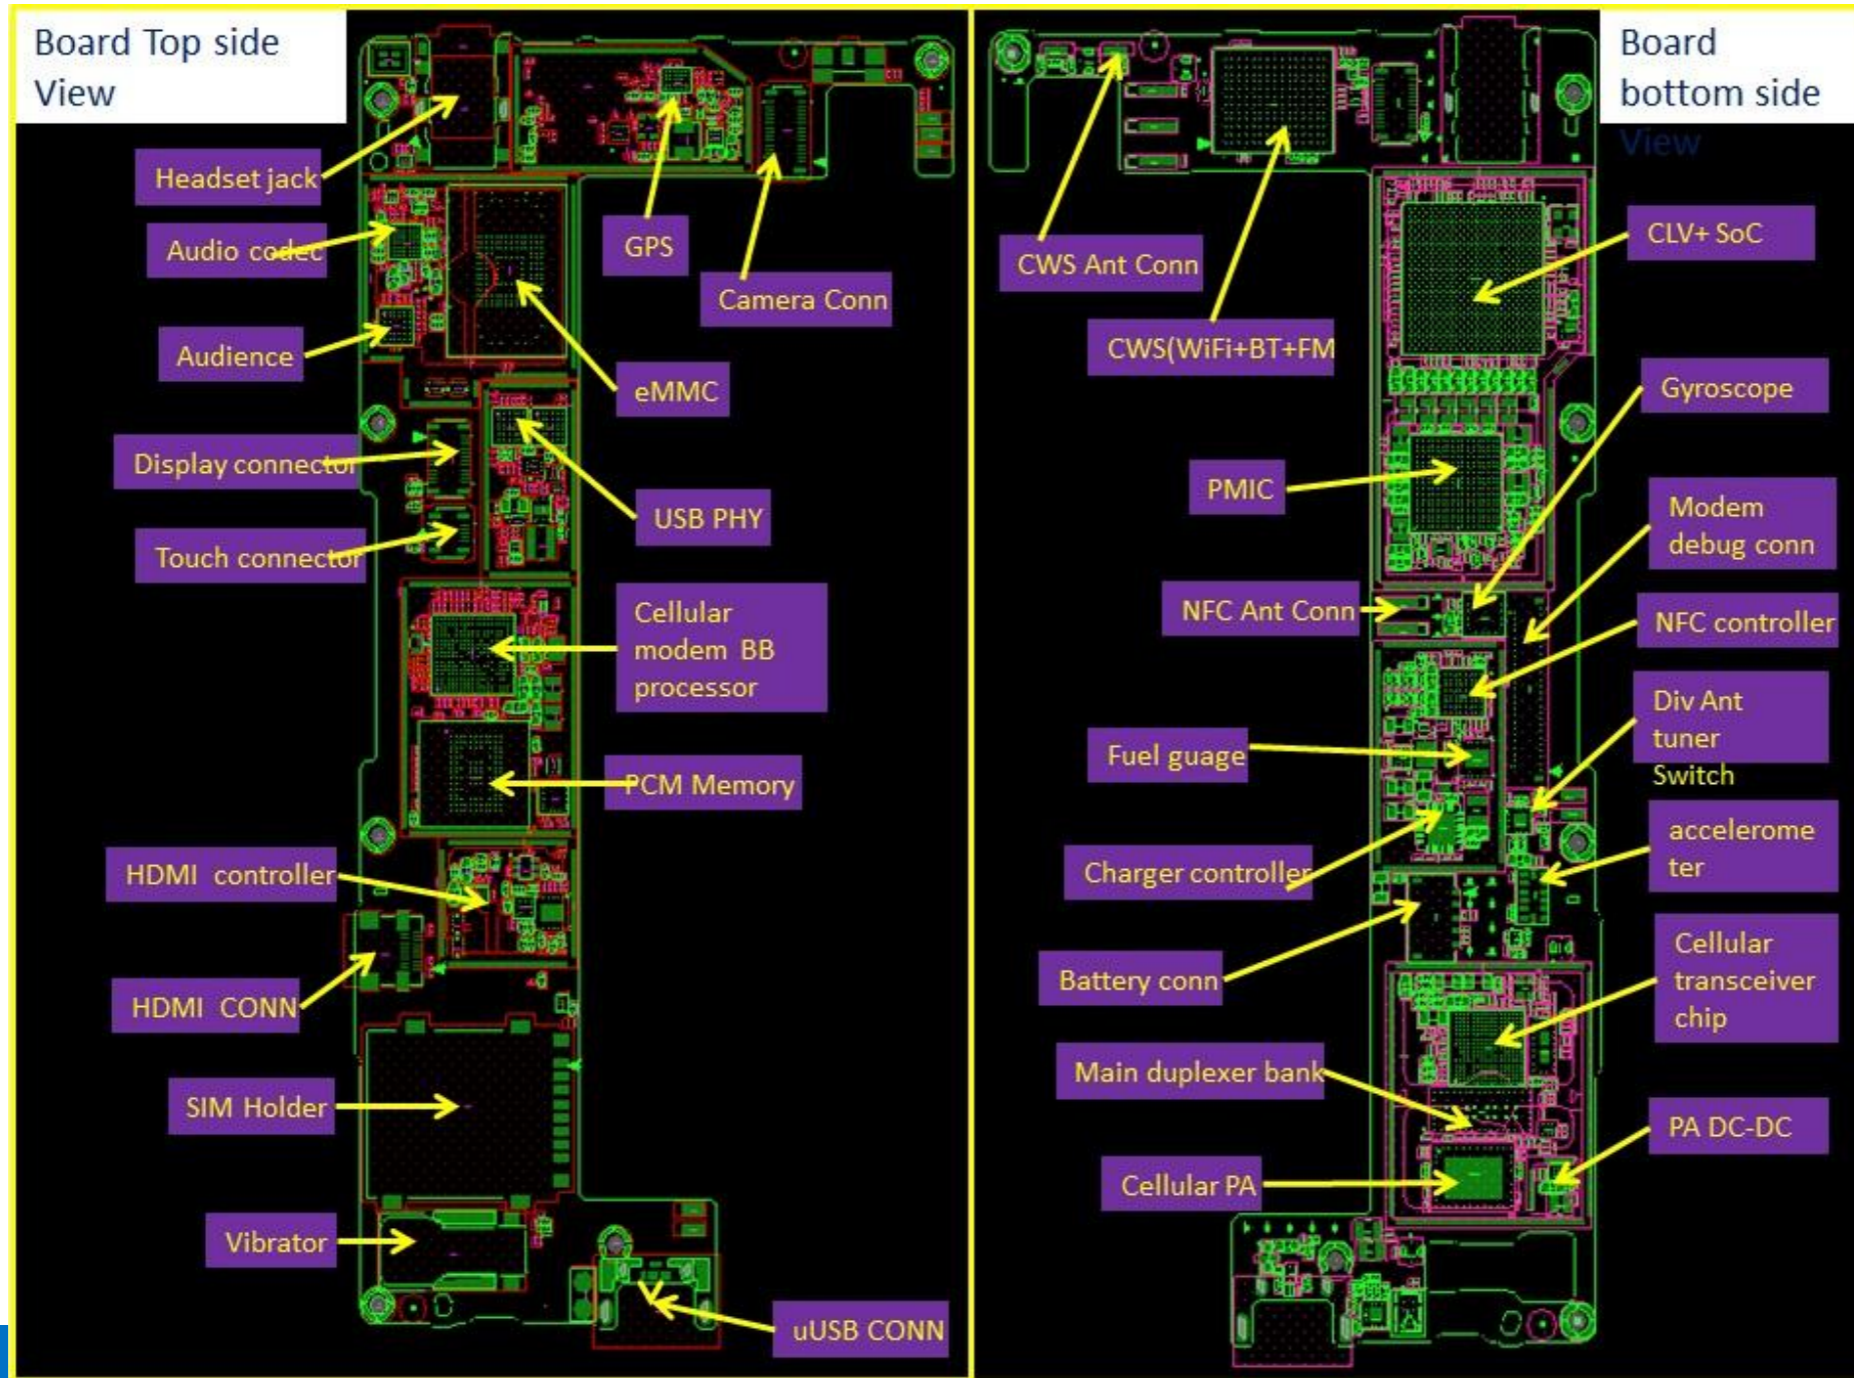 Board Top side
View
Headset jack
Audio codec
Audience
Display connector
Touch connector
HDMI controller
HDMI CONN
SIM Holder
Vibrator
GPS
Camera Conn
eMMC
USB PHY
Cellular
modem BB
processor
PCM Memory
uUSB CONN
Board
bottom side
View
CWS Ant Conn
CWS(WiFi+BT+FM
PMIC
NFC Ant Conn
Fuel guage
Charger controller
Battery conn
Main duplexer bank
Cellular PA
CLV+ SoC
Gyroscope
Modem
debug conn
NFC controller
Div Ant
tuner
Switch
accelerome
ter
Cellular
transceiver
chip
PA DC-DC